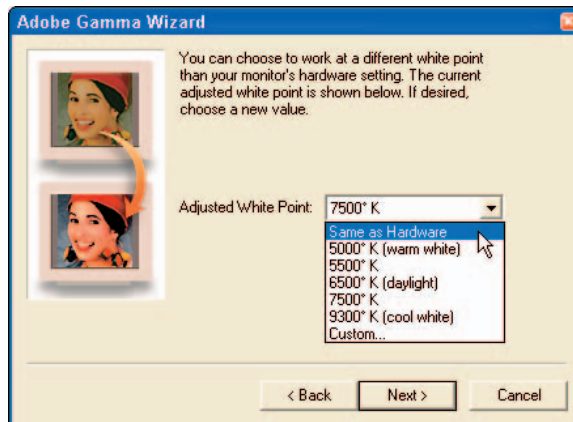 Adobe Gamma Wizard
You can choose to work at a different white point
than your monitor's hardware setting. The current
adjusted white point is shown below. If desired,
choose a new value.
Adjusted White Point: 7500° K
Same as Hardware
5000° K (warm white)
5500° K
6500° K (daylight)
7500° K
9300° K (cool white)
Custom...
< Back Next > Cancel